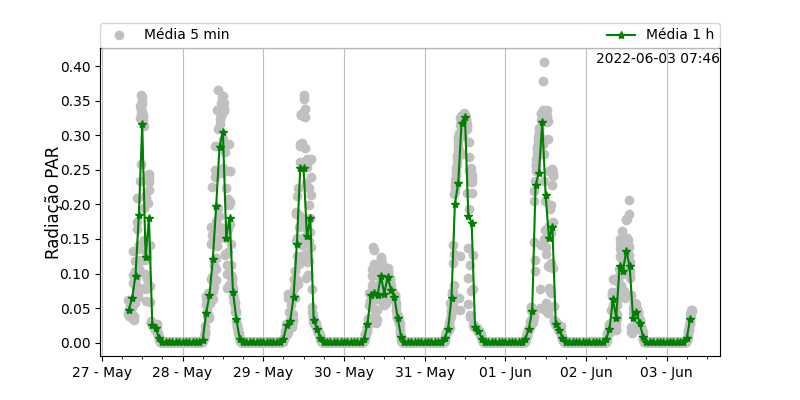 Média 5 min
Média 1 h
2022-06-03 07:46
Radiação PAR
0.40
0.35
0.30
0.25
0.20
0.15
0.10
0.05
0.00
27 - May
28 - May
29 - May
30 - May
31 - May
01 - Jun
02 - Jun
03 - Jun